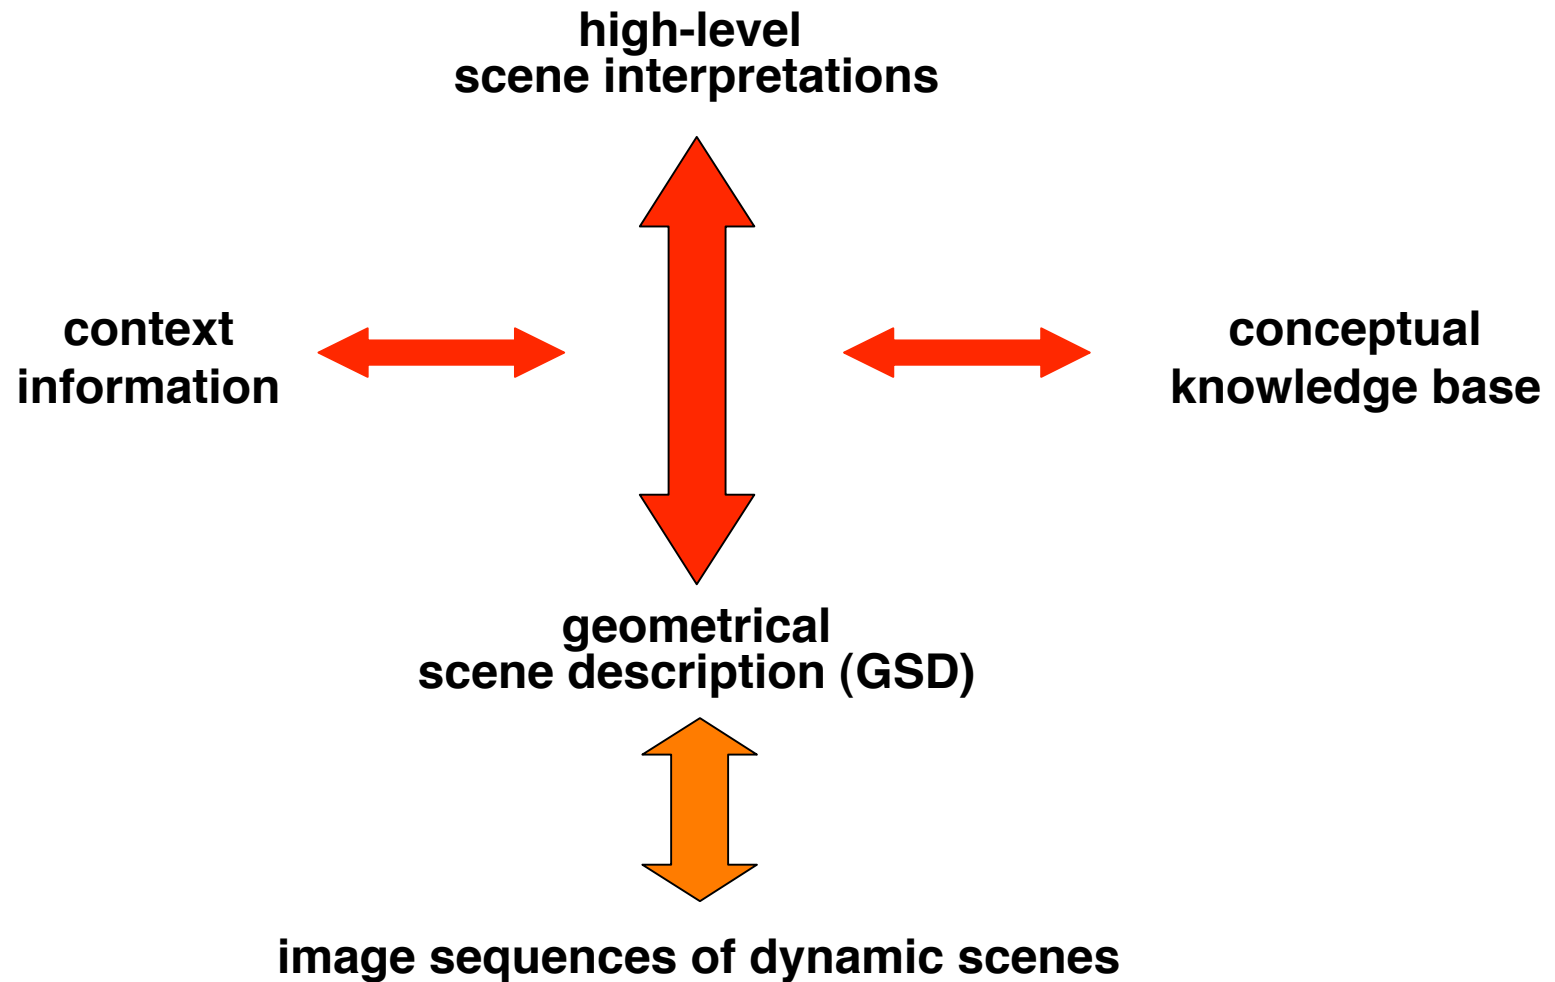 high-level
scene interpretations
context
information
conceptual
knowledge base
geometrical
scene description (GSD)
image sequences of dynamic scenes